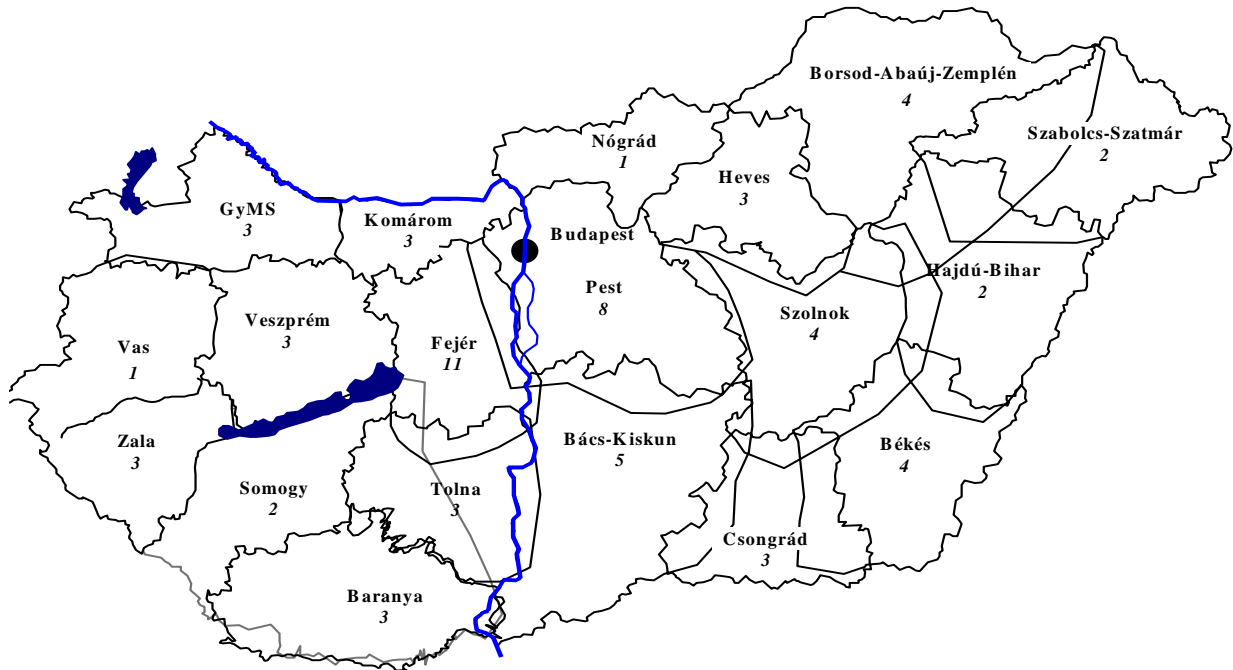 Borsod-Abaúj-Zemplén
4
Szabolcs-Szatmár
2
Nógrád
1
Heves
3
GyMS
3
Komárom
3
Budapest
Pest
8
Hajdú-Bihar
2
Szolnok
4
Veszprém
3
Fejér
11
Vas
1
Zala
3
Bács-Kiskun
5
Békés
4
Somogy
2
Tolna
3
Csongrád
3
Baranya
3